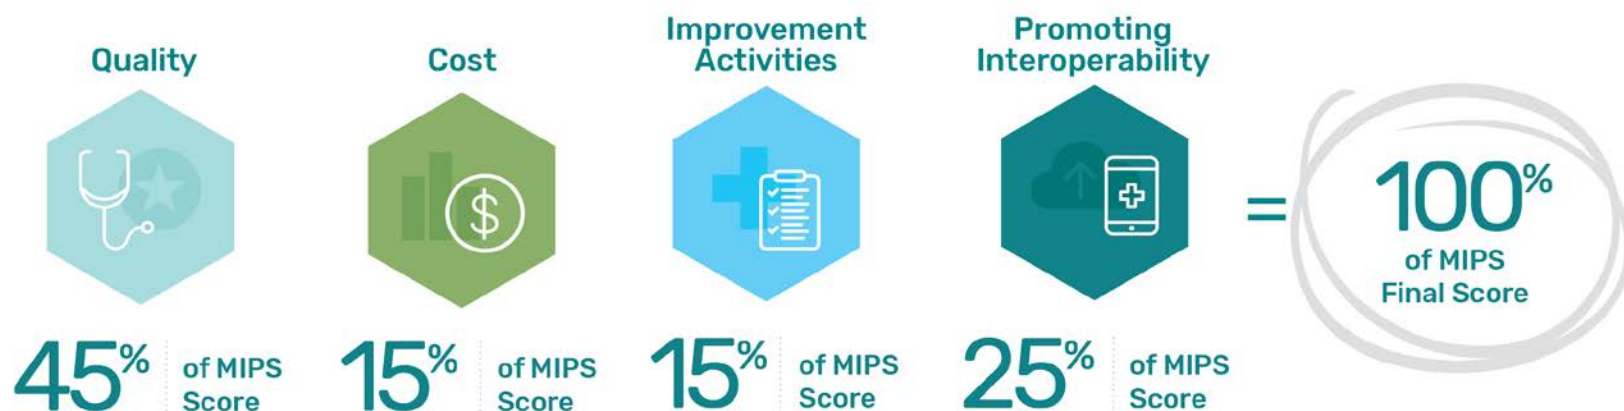 Quality
45% of MIPS
Score
Cost
$
15% of MIPS
Score
Improvement
Activities
15% of MIPS
Score
Promoting
Interoperability
25% of MIPS
Score
=
100%
of MIPS
Final Score